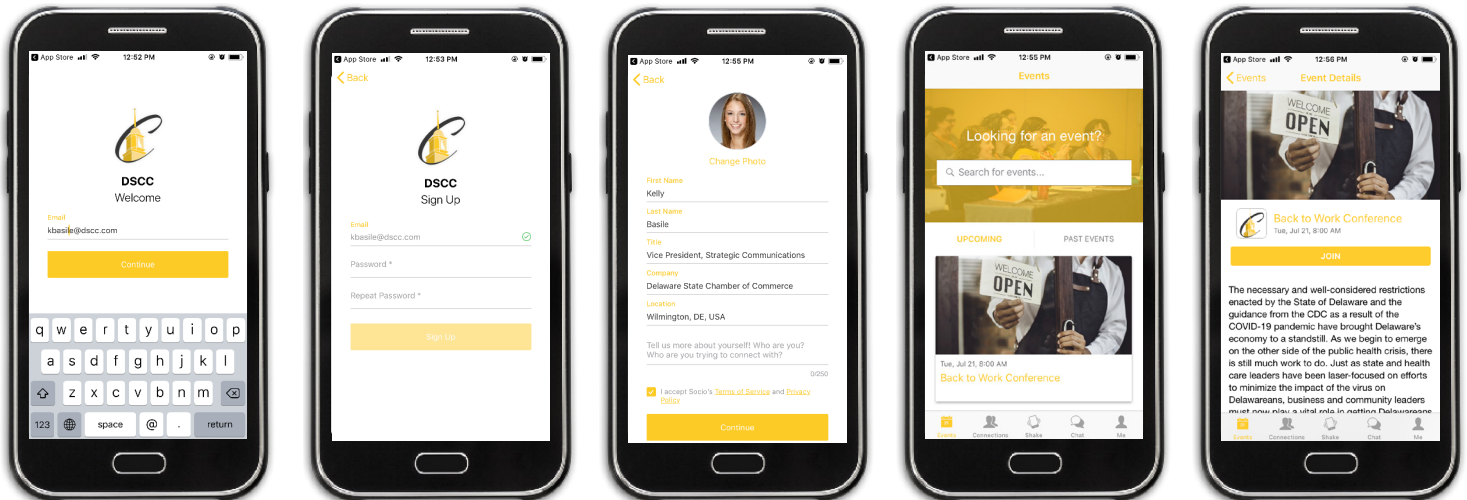 App Store
12:52 PM
DSCC
Welcome
Email
kbasile@dscc.com
Continue
q w e r t y u i o p
a s d f g h j k l
z x c v b n m
123 space @ . return
App Store
12:53 PM
Back
DSCC
Sign Up
Email
kbasile@dscc.com
Password *
Repeat Password *
Sign Up
App Store
12:55 PM
Back
Change Photo
First Name
Kelly
Last Name
Basile
Title
Vice President, Strategic Communications
Company
Delaware State Chamber of Commerce
Location
Wilmington, DE, USA
Tell us more about yourself! Who are you?
Who are you trying to connect with?
0/250
I accept Socio's Terms of Service and Privacy
Policy
Continue
App Store
12:55 PM
Events
Looking for an event?
Search for events...
UPCOMING
PAST EVENTS
WELCOME
OPEN
Tue, Jul 21, 8:00 AM
Back to Work Conference
Events Connections Shake Chat Me
App Store
12:56 PM
Events
Event Details
WELCOME
OPEN
Back to Work Conference
Tue, Jul 21, 8:00 AM
JOIN
The necessary and well-considered restrictions
enacted by the State of Delaware and the
guidance from the CDC as a result of the
COVID-19 pandemic have brought Delaware's
economy to a standstill. As we begin to emerge
on the other side of the public health crisis, there
is still much work to do. Just as state and health
care leaders have been laser-focused on efforts
to minimize the impact of the virus on
Delawareans, business and community leaders
must now play a vital role in getting Delawareans
Events Connections Shake Chat Me